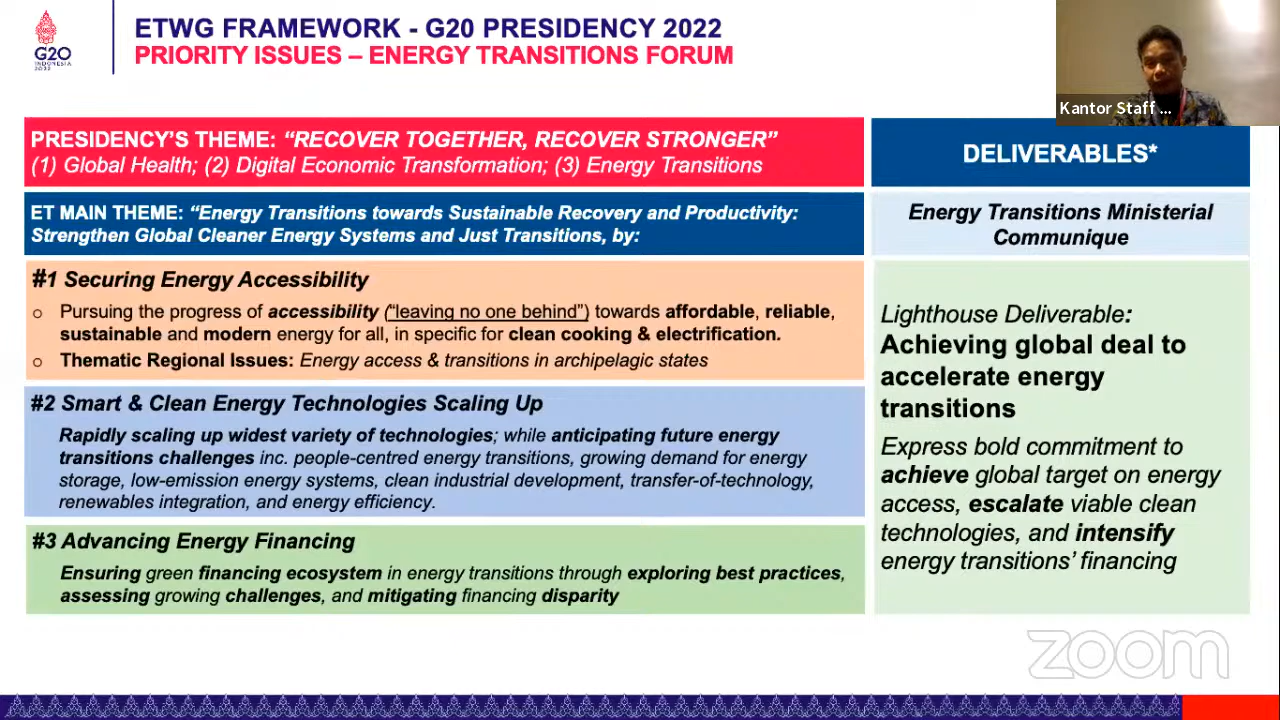 G20
INDONESIA
2022
ETWG FRAMEWORK - G20 PRESIDENCY 2022
PRIORITY ISSUES – ENERGY TRANSITIONS FORUM
Kantor Staff ...
PRESIDENCY'S THEME: “RECOVER TOGETHER, RECOVER STRONGER”
(1) Global Health; (2) Digital Economic Transformation; (3) Energy Transitions
ET MAIN THEME: “Energy Transitions towards Sustainable Recovery and Productivity:
Strengthen Global Cleaner Energy Systems and Just Transitions, by:
#1 Securing Energy Accessibility
o Pursuing the progress of accessibility (“leaving no one behind”) towards affordable, reliable,
sustainable and modern energy for all, in specific for clean cooking & electrification.
o Thematic Regional Issues: Energy access & transitions in archipelagic states
#2 Smart & Clean Energy Technologies Scaling Up
Rapidly scaling up widest variety of technologies; while anticipating future energy
transitions challenges inc. people-centred energy transitions, growing demand for energy
storage, low-emission energy systems, clean industrial development, transfer-of-technology,
renewables integration, and energy efficiency.
#3 Advancing Energy Financing
Ensuring green financing ecosystem in energy transitions through exploring best practices,
assessing growing challenges, and mitigating financing disparity
DELIVERABLES*
Energy Transitions Ministerial
Communique
Lighthouse Deliverable:
Achieving global deal to
accelerate energy
transitions
Express bold commitment to
achieve global target on energy
access, escalate viable clean
technologies, and intensify
energy transitions' financing
zoom